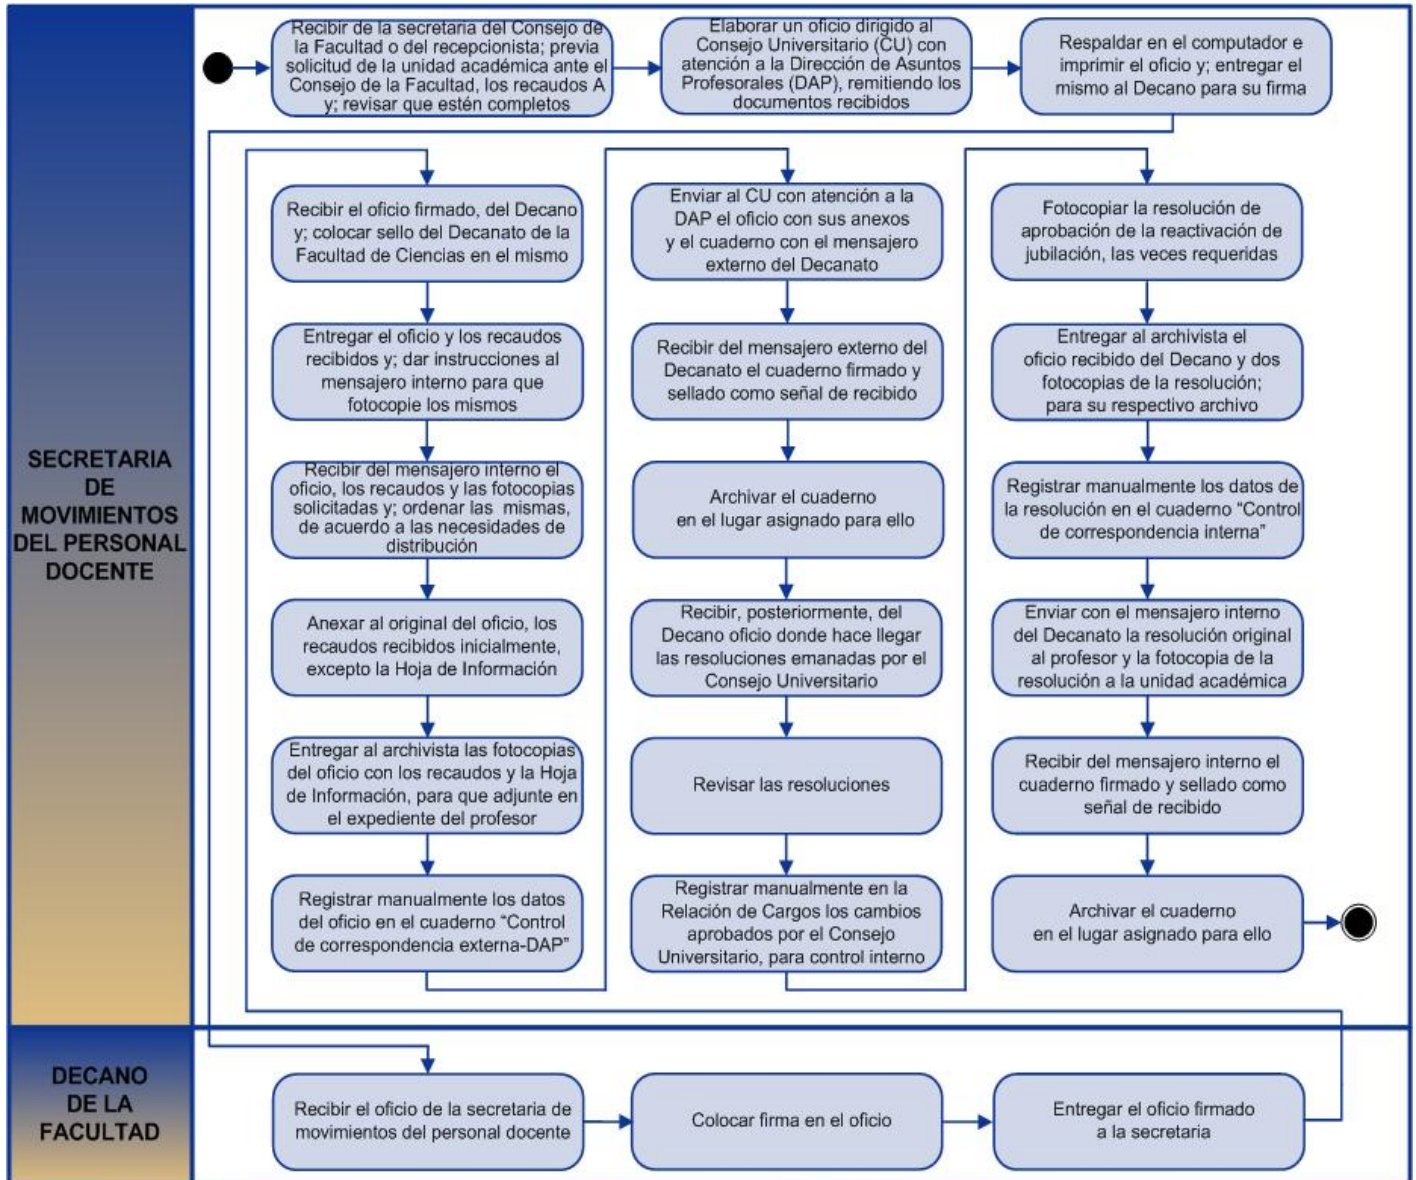 SECRETARIA
DE
MOVIMIENTOS
DEL PERSONAL
DOCENTE
Recibir de la secretaria del Consejo de
la Facultad o del recepcionista; previa
solicitud de la unidad académica ante el
Consejo de la Facultad, los recaudos A
y; revisar que estén completos
Elaborar un oficio dirigido al
Consejo Universitario (CU) con
atención a la Dirección de Asuntos
Profesorales (DAP), remitiendo los
documentos recibidos
Respaldar en el computador e
imprimir el oficio y; entregar el
mismo al Decano para su firma
Recibir el oficio firmado, del Decano
y; colocar sello del Decanato de la
Facultad de Ciencias en el mismo
Entregar el oficio y los recaudos
recibidos y; dar instrucciones al
mensajero interno para que
fotocopie los mismos
Recibir del mensajero interno el
oficio, los recaudos y las fotocopias
solicitadas y; ordenar las mismas,
de acuerdo a las necesidades de
distribución
Anexar al original del oficio, los
recaudos recibidos inicialmente,
excepto la Hoja de Información
Entregar al archivista las fotocopias
del oficio con los recaudos y la Hoja
de Información, para que adjunte en
el expediente del profesor
Registrar manualmente los datos
del oficio en el cuaderno “Control
de correspondencia externa-DAP”
Enviar al CU con atención a la
DAP el oficio con sus anexos
y el cuaderno con el mensajero
externo del Decanato
Recibir del mensajero externo del
Decanato el cuaderno firmado y
sellado como señal de recibido
Archivar el cuaderno
en el lugar asignado para ello
Recibir, posteriormente, del
Decano oficio donde hace llegar
las resoluciones emanadas por el
Consejo Universitario
Revisar las resoluciones
Registrar manualmente en la
Relación de Cargos los cambios
aprobados por el Consejo
Universitario, para control interno
Fotocopiar la resolución de
aprobación de la reactivación de
jubilación, las veces requeridas
Entregar al archivista el
oficio recibido del Decano y dos
fotocopias de la resolución;
para su respectivo archivo
Registrar manualmente los datos de
la resolución en el cuaderno “Control
de correspondencia interna”
Enviar con el mensajero interno
del Decanato la resolución original
al profesor y la fotocopia de la
resolución a la unidad académica
Recibir del mensajero interno el
cuaderno firmado y sellado como
señal de recibido
Archivar el cuaderno
en el lugar asignado para ello
DECANO
DE LA
FACULTAD
Recibir el oficio de la secretaria de
movimientos del personal docente
Colocar firma en el oficio
Entregar el oficio firmado
a la secretaria